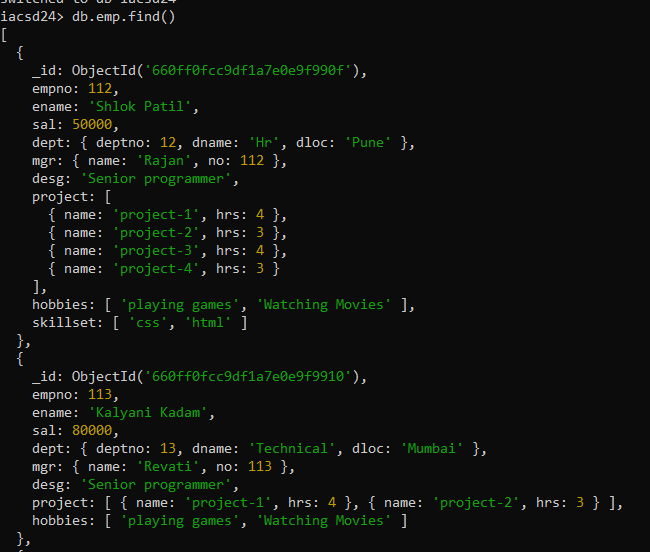 switched to db iacsd24
iacsd24> db.emp.find()
[
  {
    _id: ObjectId('660ff0fcc9df1a7e0e9f990f'),
    empno: 112,
    ename: 'Shlok Patil',
    sal: 50000,
    dept: { deptno: 12, dname: 'Hr', dloc: 'Pune' },
    mgr: { name: 'Rajan', no: 112 },
    desg: 'Senior programmer',
    project: [
      { name: 'project-1', hrs: 4 },
      { name: 'project-2', hrs: 3 },
      { name: 'project-3', hrs: 4 },
      { name: 'project-4', hrs: 3 }
    ],
    hobbies: [ 'playing games', 'Watching Movies' ],
    skillset: [ 'css', 'html' ]
  },
  {
    _id: ObjectId('660ff0fcc9df1a7e0e9f9910'),
    empno: 113,
    ename: 'Kalyani Kadam',
    sal: 80000,
    dept: { deptno: 13, dname: 'Technical', dloc: 'Mumbai' },
    mgr: { name: 'Revati', no: 113 },
    desg: 'Senior programmer',
    project: [ { name: 'project-1', hrs: 4 }, { name: 'project-2', hrs: 3 } ],
    hobbies: [ 'playing games', 'Watching Movies' ]
  },